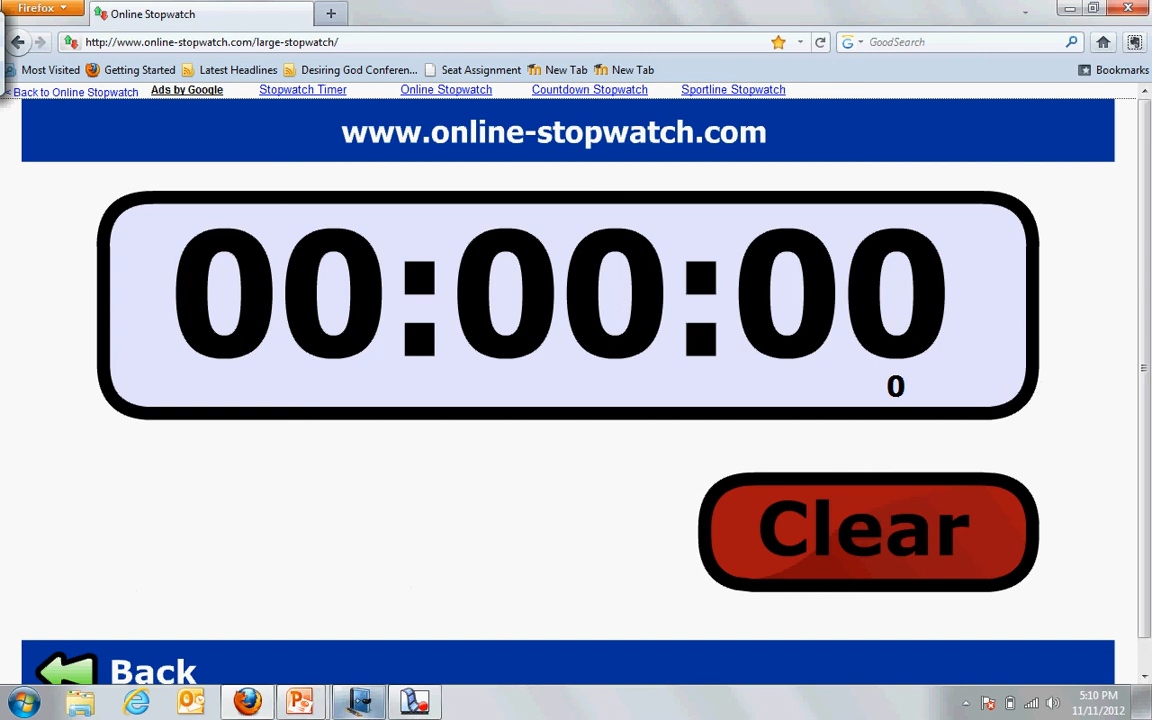 Firefox
Online Stopwatch
http://www.online-stopwatch.com/large-stopwatch/
GoodSearch
Most Visited Getting Started Latest Headlines Desiring God Conferen... Seat Assignment New Tab New Tab Bookmarks
< Back to Online Stopwatch Ads by Google Stopwatch Timer Online Stopwatch Countdown Stopwatch Sportline Stopwatch
www.online-stopwatch.com
00:00:00
0
Clear
Back
5:10 PM
11/11/2012